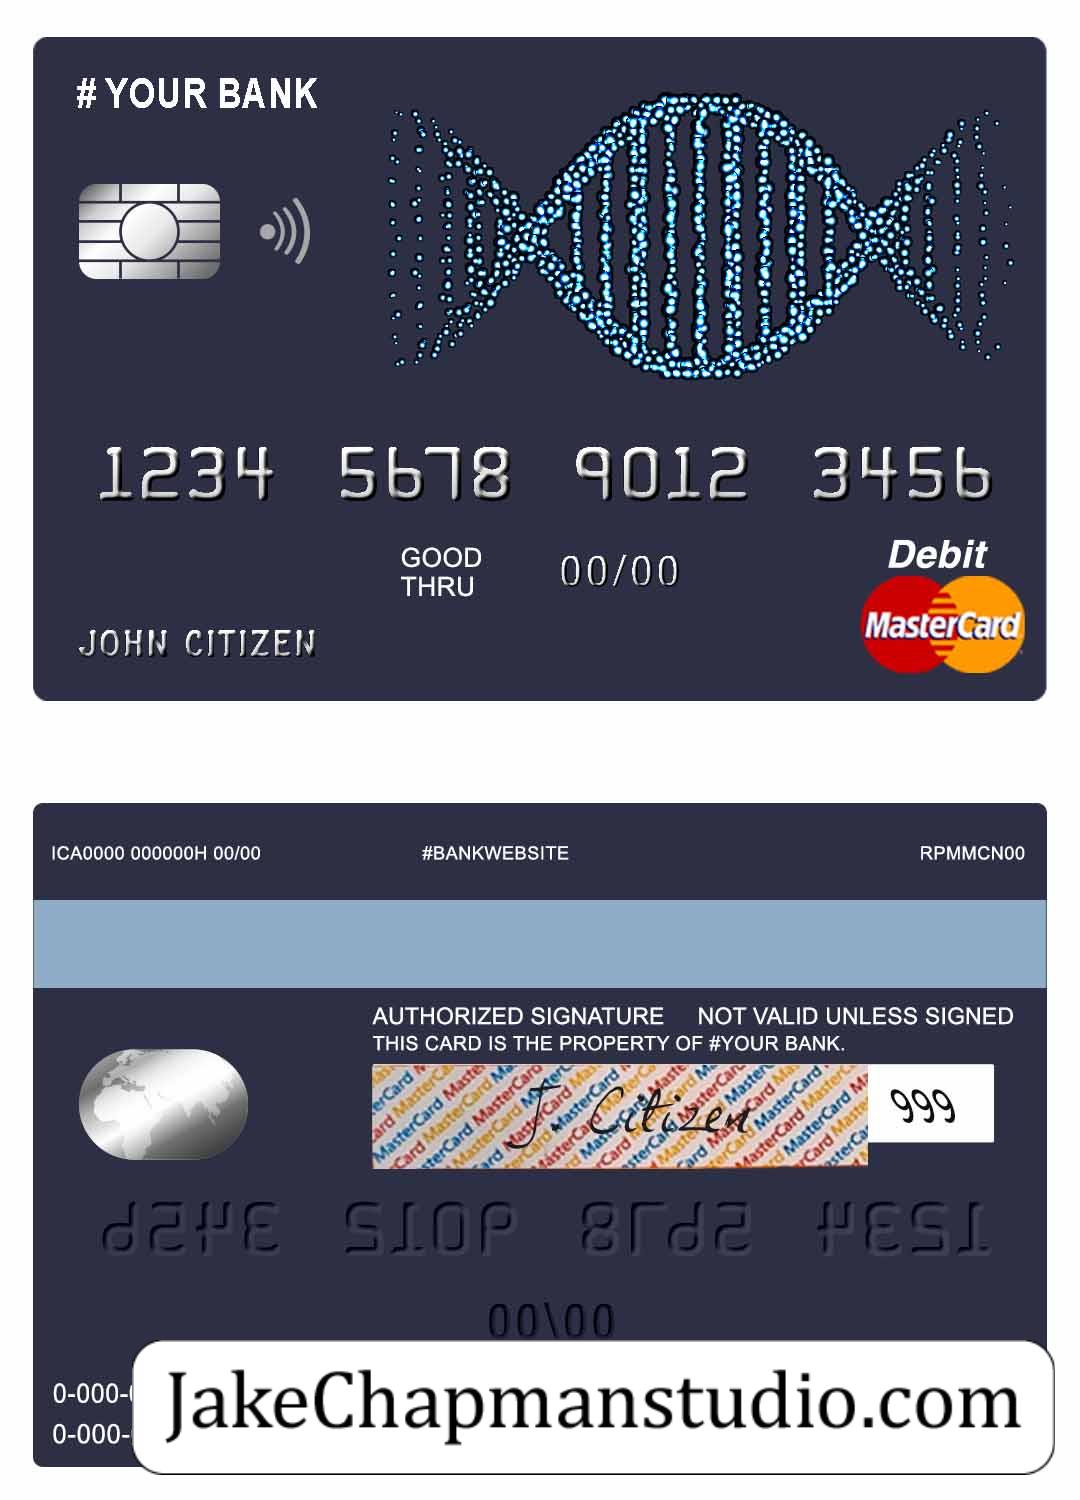 # YOUR BANK
1234 5678 9012 3456
GOOD
THRU
00/00
Debit
MasterCard
JOHN CITIZEN
ICA0000 000000H 00/00 #BANKWEBSITE RPMMCN00
AUTHORIZED SIGNATURE NOT VALID UNLESS SIGNED
THIS CARD IS THE PROPERTY OF #YOUR BANK.
J. Citizen 999
00\00
0-000-
0-000-
JakeChapmanstudio.com